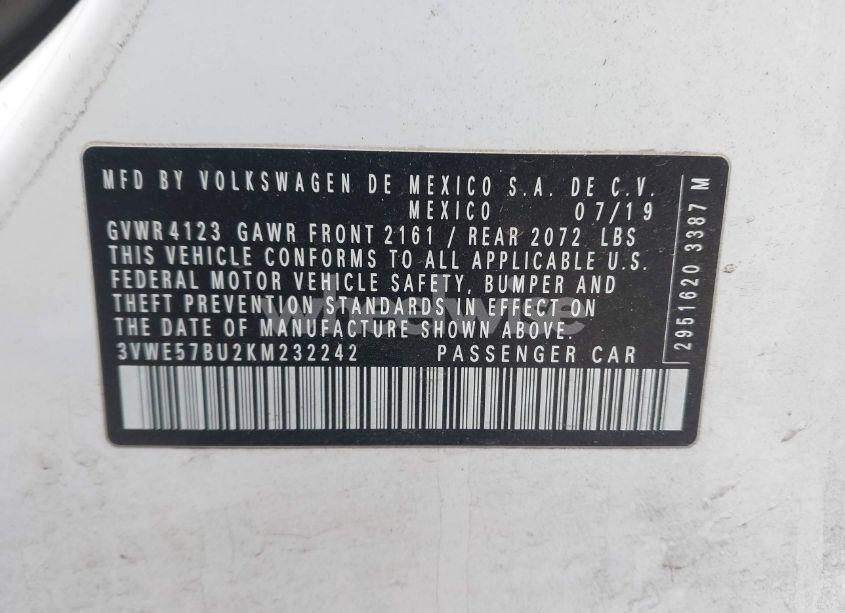 MFD BY VOLKSWAGEN DE MEXICO S.A. DE C.V.
MEXICO 07/19
GVWR 4123 GAWR FRONT 2161 / REAR 2072 LBS
THIS VEHICLE CONFORMS TO ALL APPLICABLE U.S.
FEDERAL MOTOR VEHICLE SAFETY, BUMPER AND
THEFT PREVENTION STANDARDS IN EFFECT ON
THE DATE OF MANUFACTURE SHOWN ABOVE.
3VWE57BU2KM232242 PASSENGER CAR
2951620 3387 M